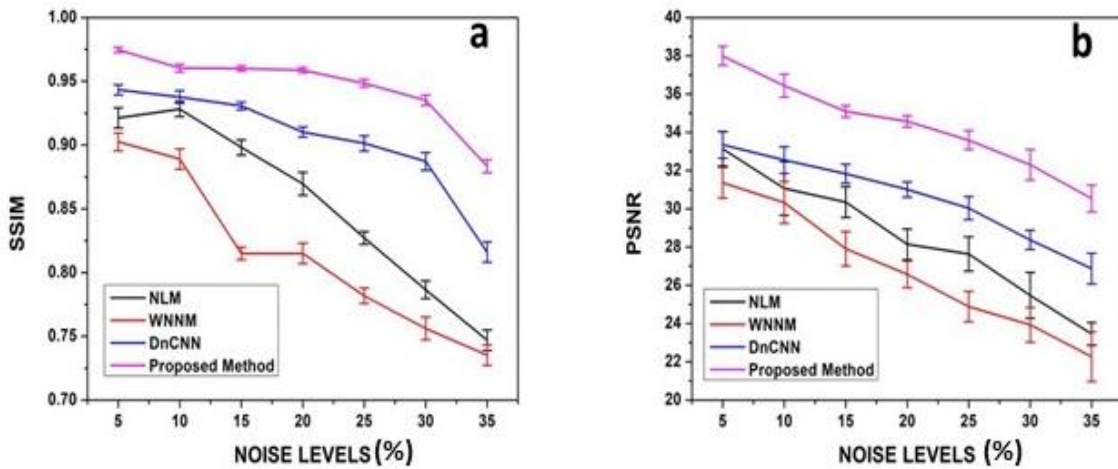 a
1.00
0.95
0.90
0.85
0.80
0.75
0.70
SSIM
NLM
WNNM
DnCNN
Proposed Method
5 10 15 20 25 30 35
NOISE LEVELS (%)
b
40
38
36
34
32
30
28
26
24
22
20
PSNR
NLM
WNNM
DnCNN
Proposed Method
5 10 15 20 25 30 35
NOISE LEVELS (%)